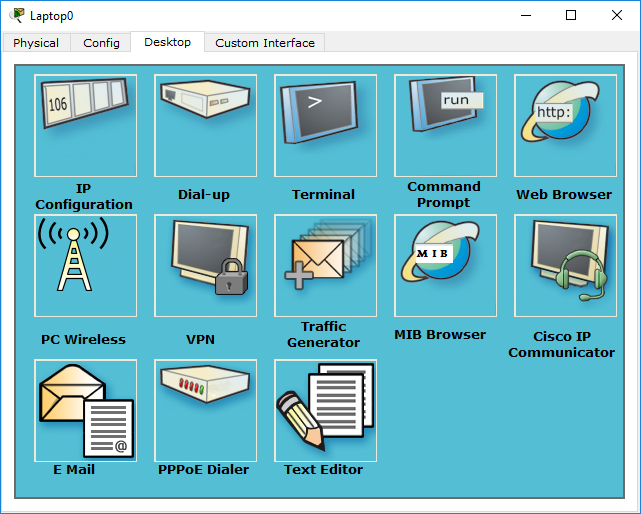 Laptop0
Physical Config Desktop Custom Interface
106
>
run
http:
IP
Configuration
Dial-up
Terminal
Command
Prompt
Web Browser
MIB
PC Wireless
VPN
Traffic
Generator
MIB Browser
Cisco IP
Communicator
@
E Mail
PPPoE Dialer
Text Editor